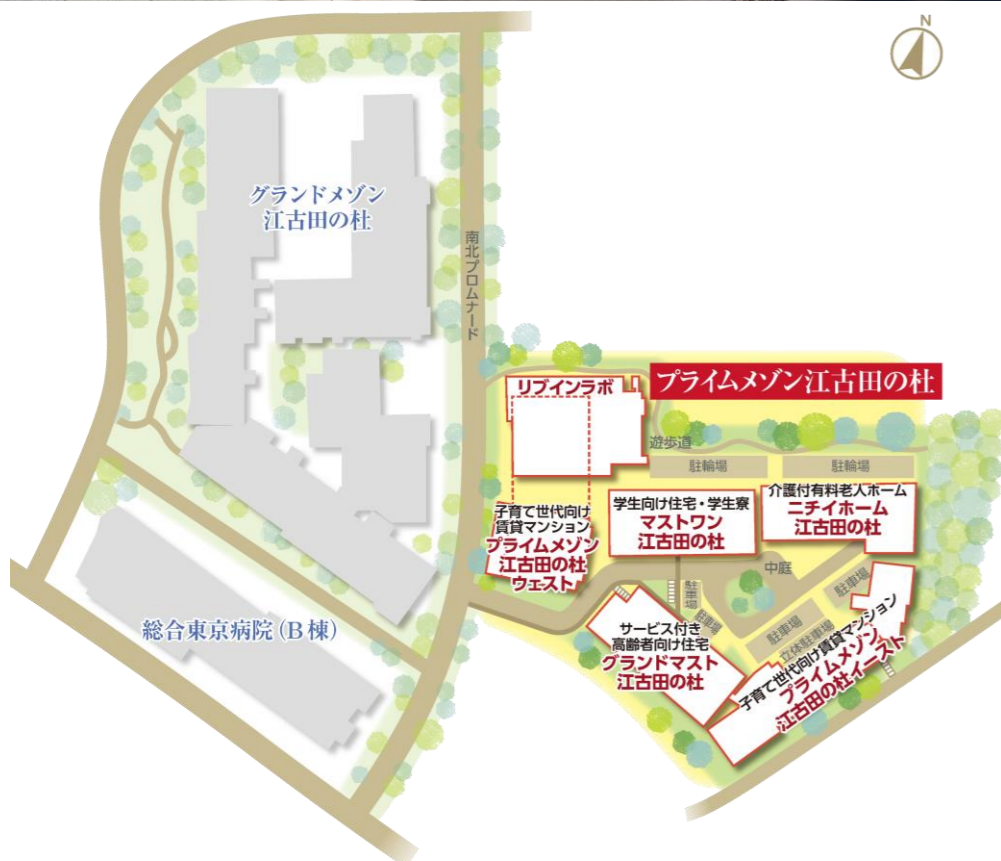 N
グランドメゾン
江古田の杜
南北プロムナード
プライムメゾン江古田の杜
リブインラボ
遊歩道
駐輪場
駐輪場
子育て世代向け
賃貸マンション
プライムメゾン
江古田の杜
ウェスト
学生向け住宅・学生寮
マストワン
江古田の杜
介護付有料老人ホーム
ニチイホーム
江古田の杜
中庭
駐車場
駐車場
駐車場
駐車場
立体駐車場
サービス付き
高齢者向け住宅
グランドマスト
江古田の杜
子育て世代向け賃貸マンション
プライムメゾン
江古田の杜イースト
総合東京病院(B棟)